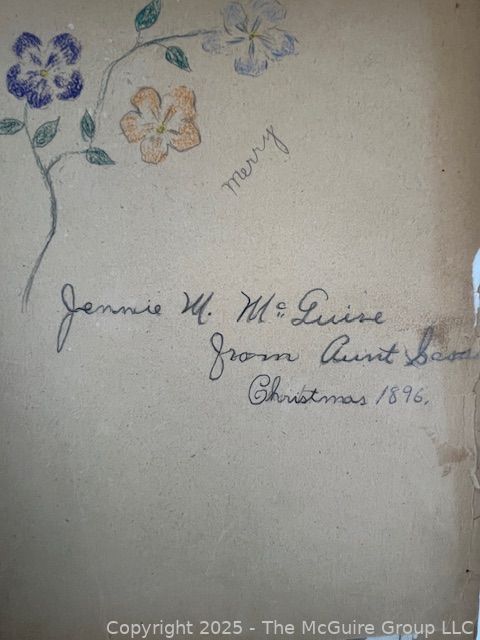 merry
Jennie M. McGuire
from Aunt
Christmas 1896.
Copyright 2025 - The McGuire Group LLC